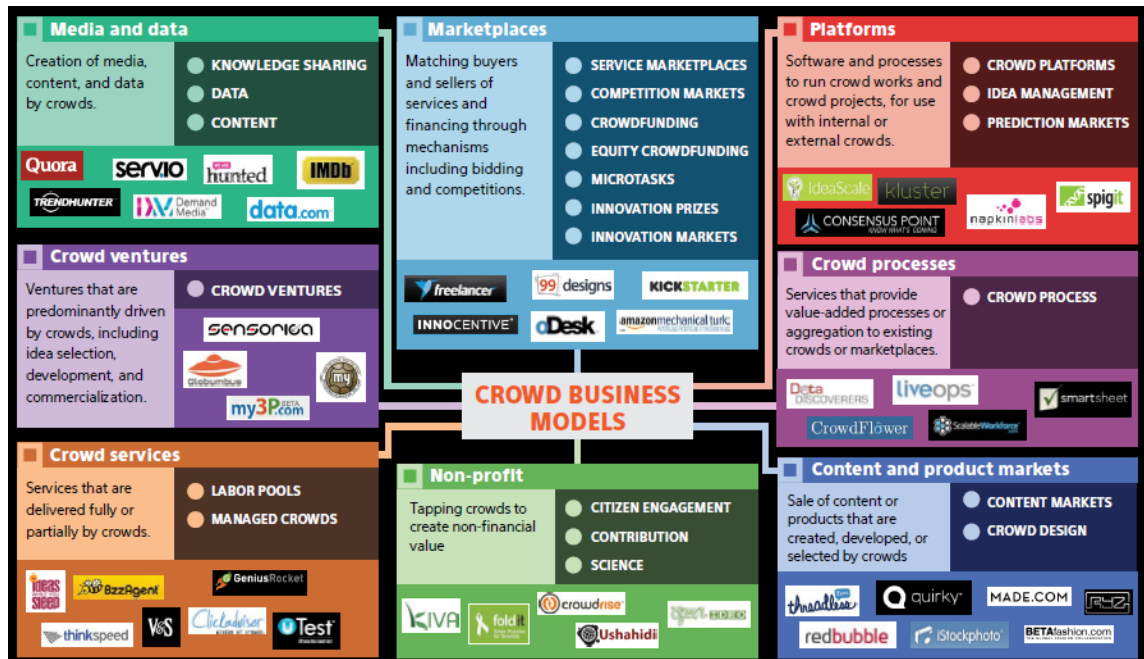 Media and data
Creation of media,
content, and data
by crowds.
KNOWLEDGE SHARING
DATA
CONTENT
Quora
servio
hunted
IMDb
TRENDHUNTER
Demand
Media
data.com
Marketplaces
Matching buyers
and sellers of
services and
financing through
mechanisms
including bidding
and competitions.
SERVICE MARKETPLACES
COMPETITION MARKETS
CROWDFUNDING
EQUITY CROWDFUNDING
MICROTASKS
INNOVATION PRIZES
INNOVATION MARKETS
freelancer
99 designs
KICKSTARTER
INNOCENTIVE
oDesk
amazonmechanical turk
Platforms
Software and processes
to run crowd works and
crowd projects, for use
with internal or
external crowds.
CROWD PLATFORMS
IDEA MANAGEMENT
PREDICTION MARKETS
IdeaScale
kluster
CONSENSUS POINT
KNOW WHAT'S COMING
napkinlabs
spigit
Crowd ventures
Ventures that are
predominantly driven
by crowds, including
idea selection,
development, and
commercialization.
CROWD VENTURES
sensorica
Globumbus
my
my3P.com
BETA
Crowd processes
Services that provide
value-added processes or
aggregation to existing
crowds or marketplaces.
CROWD PROCESS
Data
DISCOVERERS
liveops
smartsheet
CrowdFlower
ScalableWorkforce
CROWD BUSINESS
MODELS
Crowd services
Services that are
delivered fully or
partially by crowds.
LABOR POOLS
MANAGED CROWDS
ideas
sleep
BzzAgent
GeniusRocket
thinkspeed
V&S
Clickadvisor
uTest
Non-profit
Tapping crowds to
create non-financial
value
CITIZEN ENGAGEMENT
CONTRIBUTION
SCIENCE
KIVA
fold it
crowdrise
Ushahidi
Content and product markets
Sale of content or
products that are
created, developed, or
selected by crowds
CONTENT MARKETS
CROWD DESIGN
threadless
quirky
MADE.COM
RYZ
redbubble
iStockphoto
BETAfashion.com